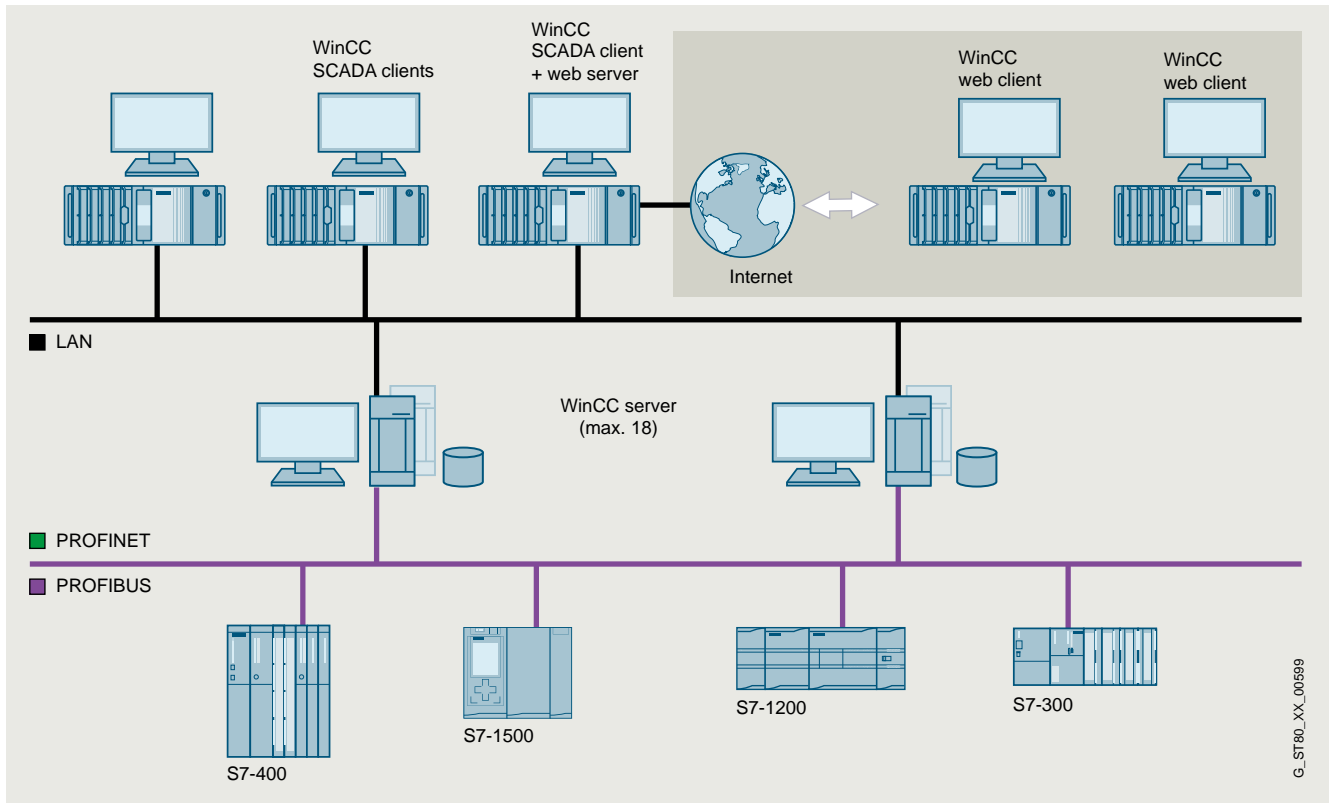 WinCC
SCADA clients
WinCC
SCADA client
+ web server
WinCC
web client
WinCC
web client
Internet
LAN
WinCC server
(max. 18)
PROFINET
PROFIBUS
S7-400
S7-1500
S7-1200
S7-300
G_ST80_XX_00599